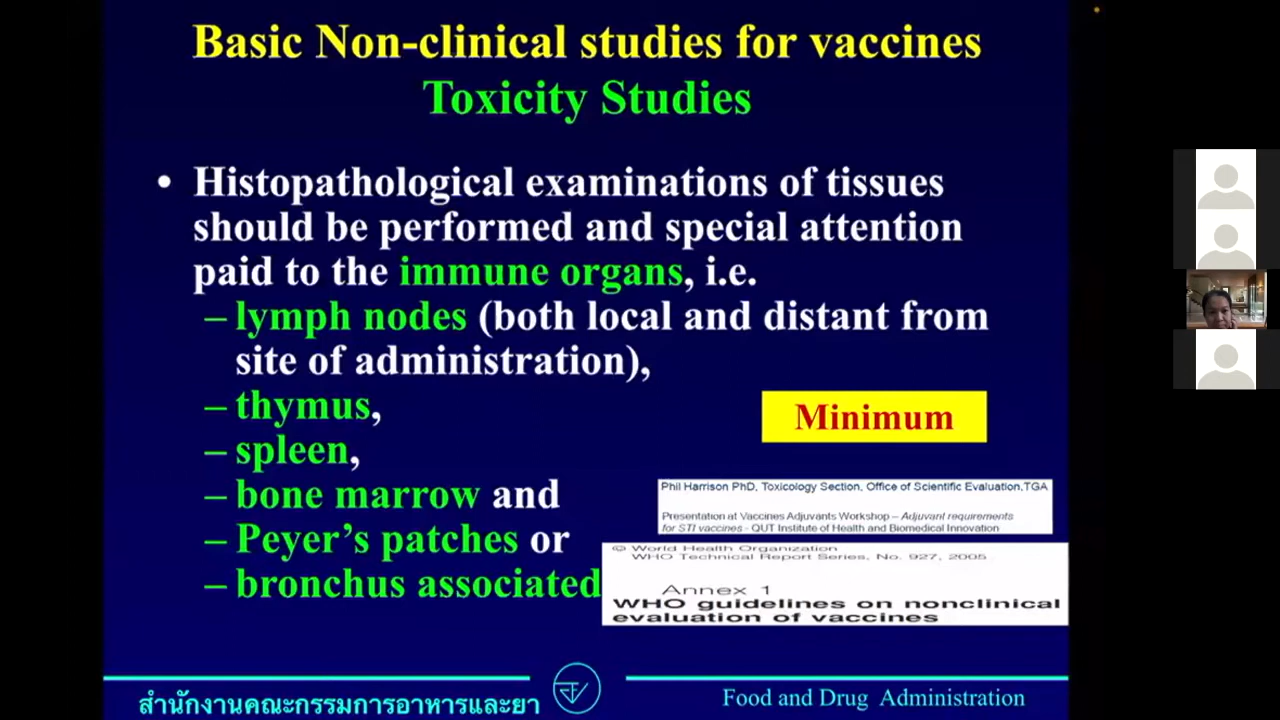 Basic Non-clinical studies for vaccines
Toxicity Studies
• Histopathological examinations of tissues
should be performed and special attention
paid to the immune organs, i.e.
– lymph nodes (both local and distant from
site of administration),
– thymus,
– spleen,
– bone marrow and
– Peyer's patches or
– bronchus associated
Minimum
Phil Harrison PhD, Toxicology Section, Office of Scientific Evaluation,TGA
Presentation at Vaccines Adjuvants Workshop – Adjuvant requirements
for STI vaccines - QUT Institute of Health and Biomedical Innovation
© World Health Organization
WHO Technical Report Series, No. 927, 2005
Annex 1
WHO guidelines on nonclinical
evaluation of vaccines
สำนักงานคณะกรรมการอาหารและยา
Food and Drug Administration